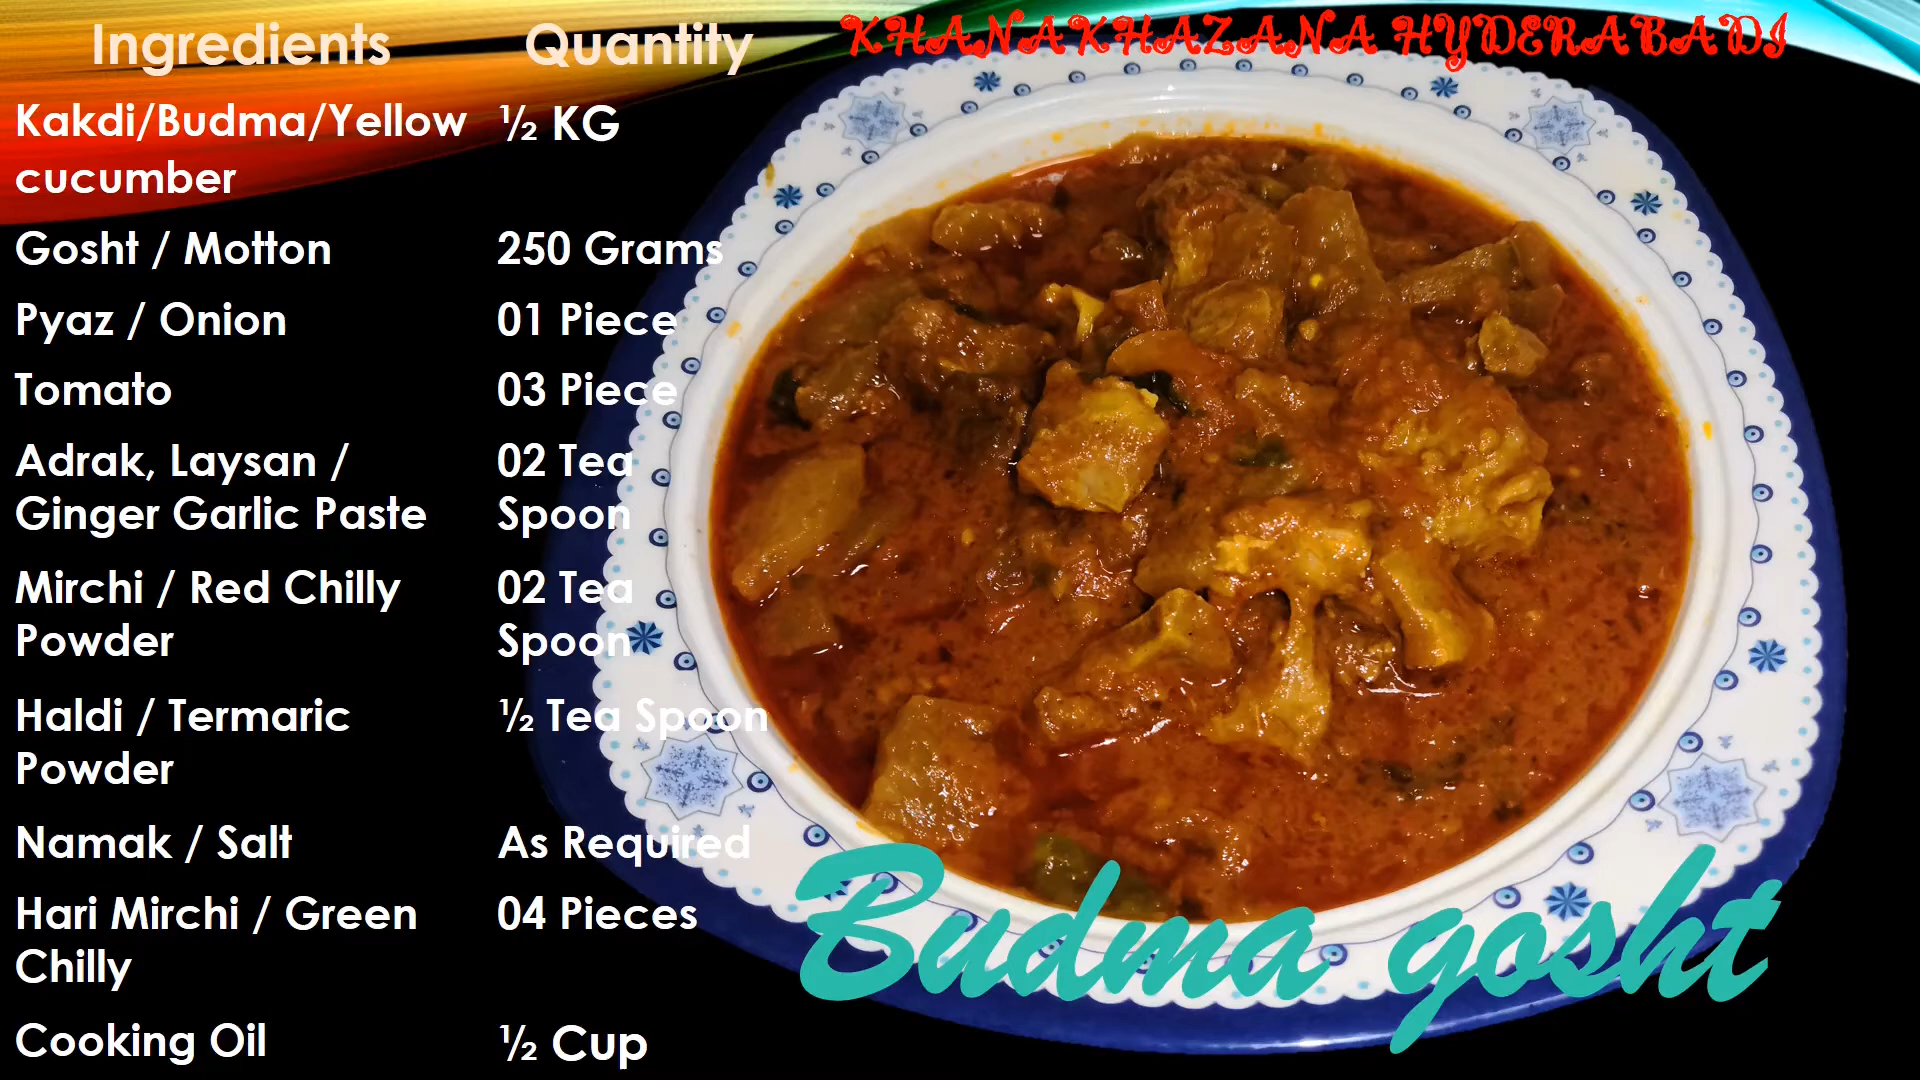 Ingredients Quantity
KHANAKHAZANA HYDERABADI
Kakdi/Budma/Yellow ½ KG
cucumber
Gosht / Motton 250 Grams
Pyaz / Onion 01 Piece
Tomato 03 Piece
Adrak, Laysan / 02 Tea
Ginger Garlic Paste Spoon
Mirchi / Red Chilly 02 Tea
Powder Spoon
Haldi / Termaric ½ Tea Spoon
Powder
Namak / Salt As Required
Hari Mirchi / Green 04 Pieces
Chilly
Cooking Oil ½ Cup
Budma gosht